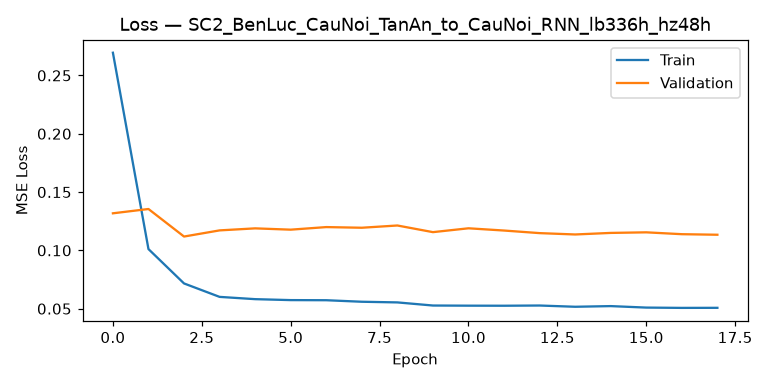 Loss — SC2_BenLuc_CauNoi_TanAn_to_CauNoi_RNN_lb336h_hz48h
Train
Validation
MSE Loss
0.25
0.20
0.15
0.10
0.05
0.0 2.5 5.0 7.5 10.0 12.5 15.0 17.5
Epoch